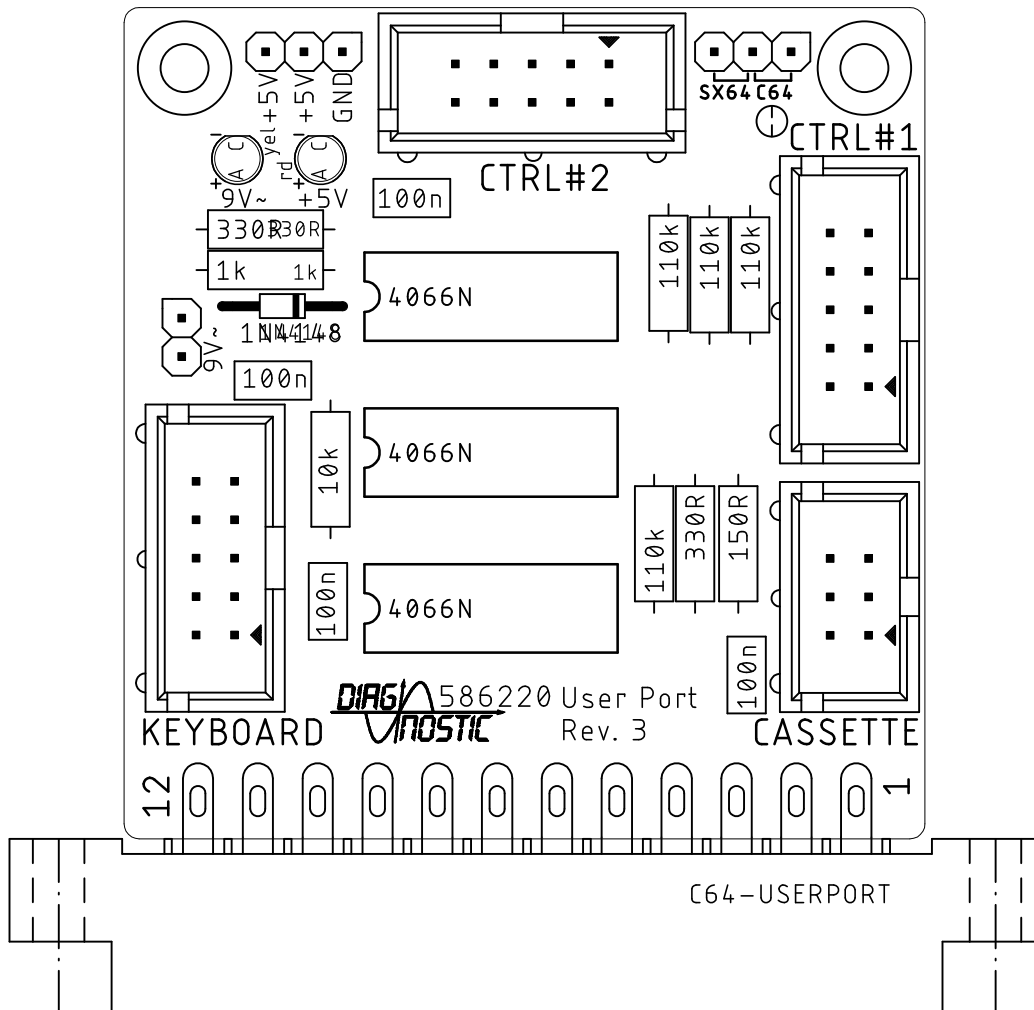 +5V
+5V
GND
SX64 C64
CTRL#1
yel
rd
- A C +
- A C +
9V~
+5V
CTRL#2
100n
330R 330R
1k 1k
4066N
110k
110k
110k
1N4148 1N4148
9V~
100n
10k
4066N
110k
330R
150R
100n
4066N
100n
DIAGNOSTIC 586220 User Port
Rev. 3
KEYBOARD
CASSETTE
12
1
C64-USERPORT